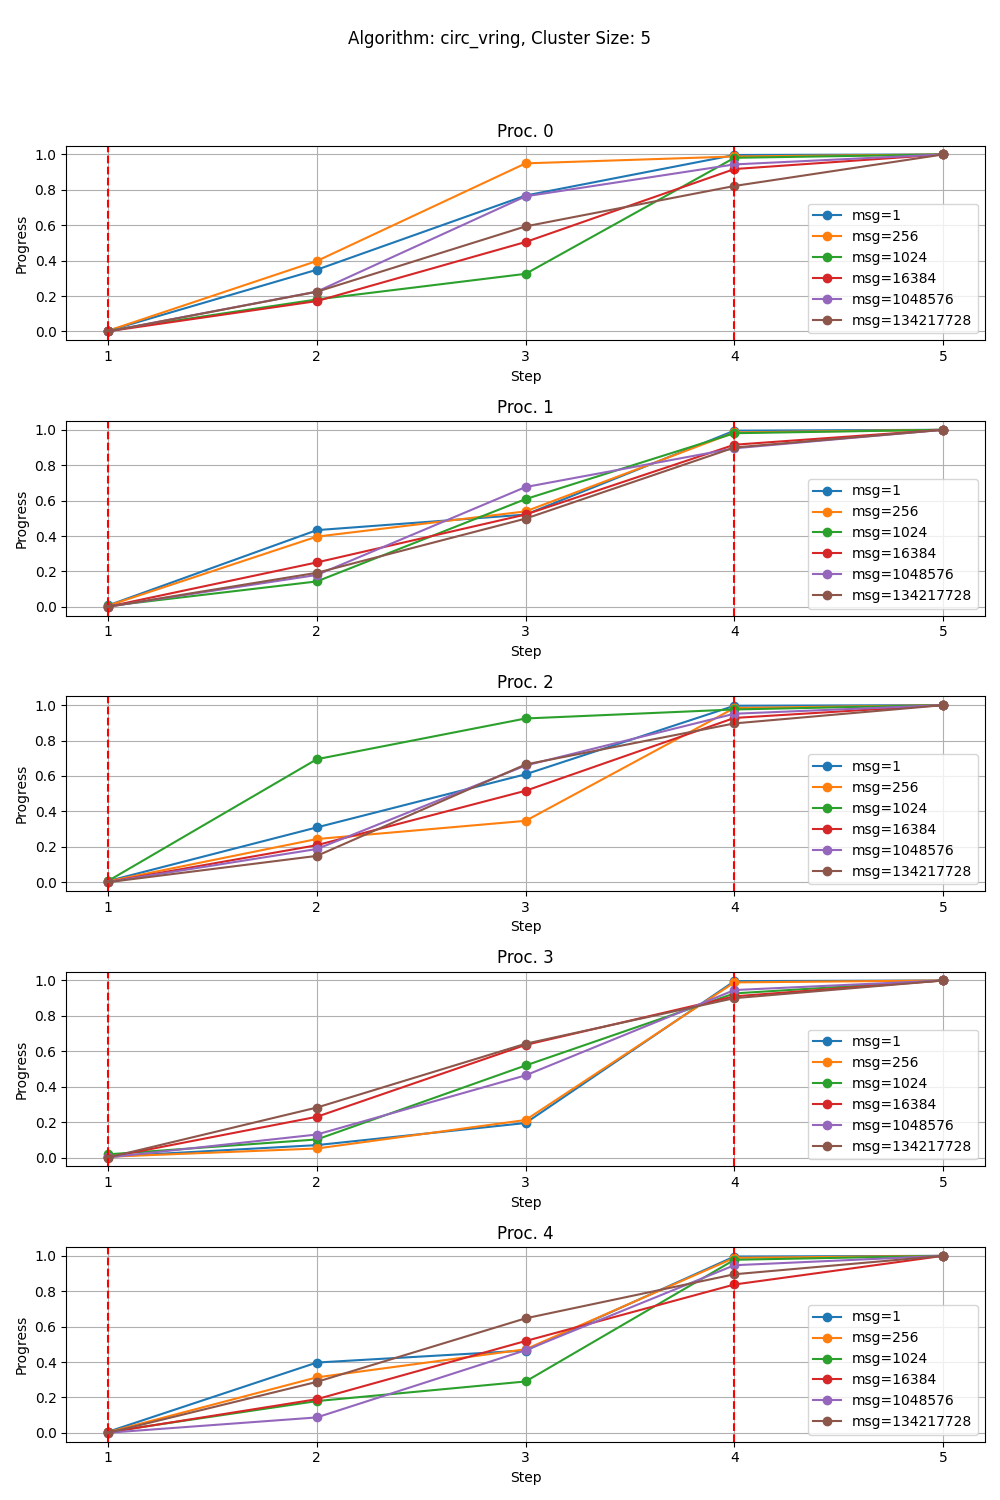 Algorithm: circ_vring, Cluster Size: 5
Proc. 0
Progress
1.0
0.8
0.6
0.4
0.2
0.0
msg=1
msg=256
msg=1024
msg=16384
msg=1048576
msg=134217728
1 2 3 4 5
Step
Proc. 1
Progress
1.0
0.8
0.6
0.4
0.2
0.0
msg=1
msg=256
msg=1024
msg=16384
msg=1048576
msg=134217728
1 2 3 4 5
Step
Proc. 2
Progress
1.0
0.8
0.6
0.4
0.2
0.0
msg=1
msg=256
msg=1024
msg=16384
msg=1048576
msg=134217728
1 2 3 4 5
Step
Proc. 3
Progress
1.0
0.8
0.6
0.4
0.2
0.0
msg=1
msg=256
msg=1024
msg=16384
msg=1048576
msg=134217728
1 2 3 4 5
Step
Proc. 4
Progress
1.0
0.8
0.6
0.4
0.2
0.0
msg=1
msg=256
msg=1024
msg=16384
msg=1048576
msg=134217728
1 2 3 4 5
Step